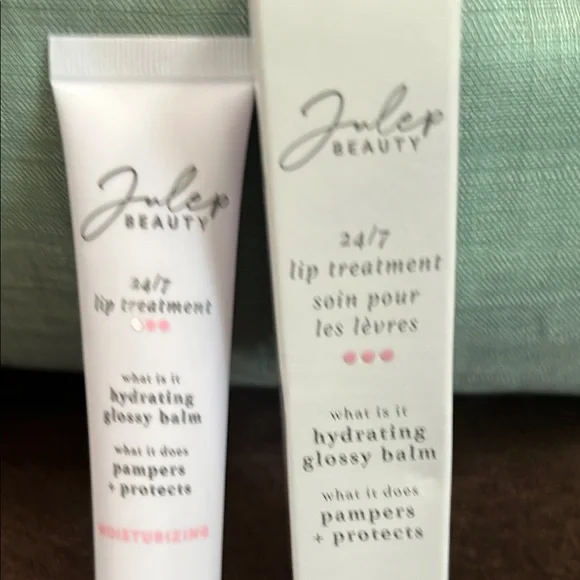 Julep
BEAUTY
24/7
lip treatment
what is it
hydrating
glossy balm
what it does
pampers
+ protects
MOISTURIZING
Julep
BEAUTY
24/7
lip treatment
soin pour
les lèvres
what is it
hydrating
glossy balm
what it does
pampers
+ protects